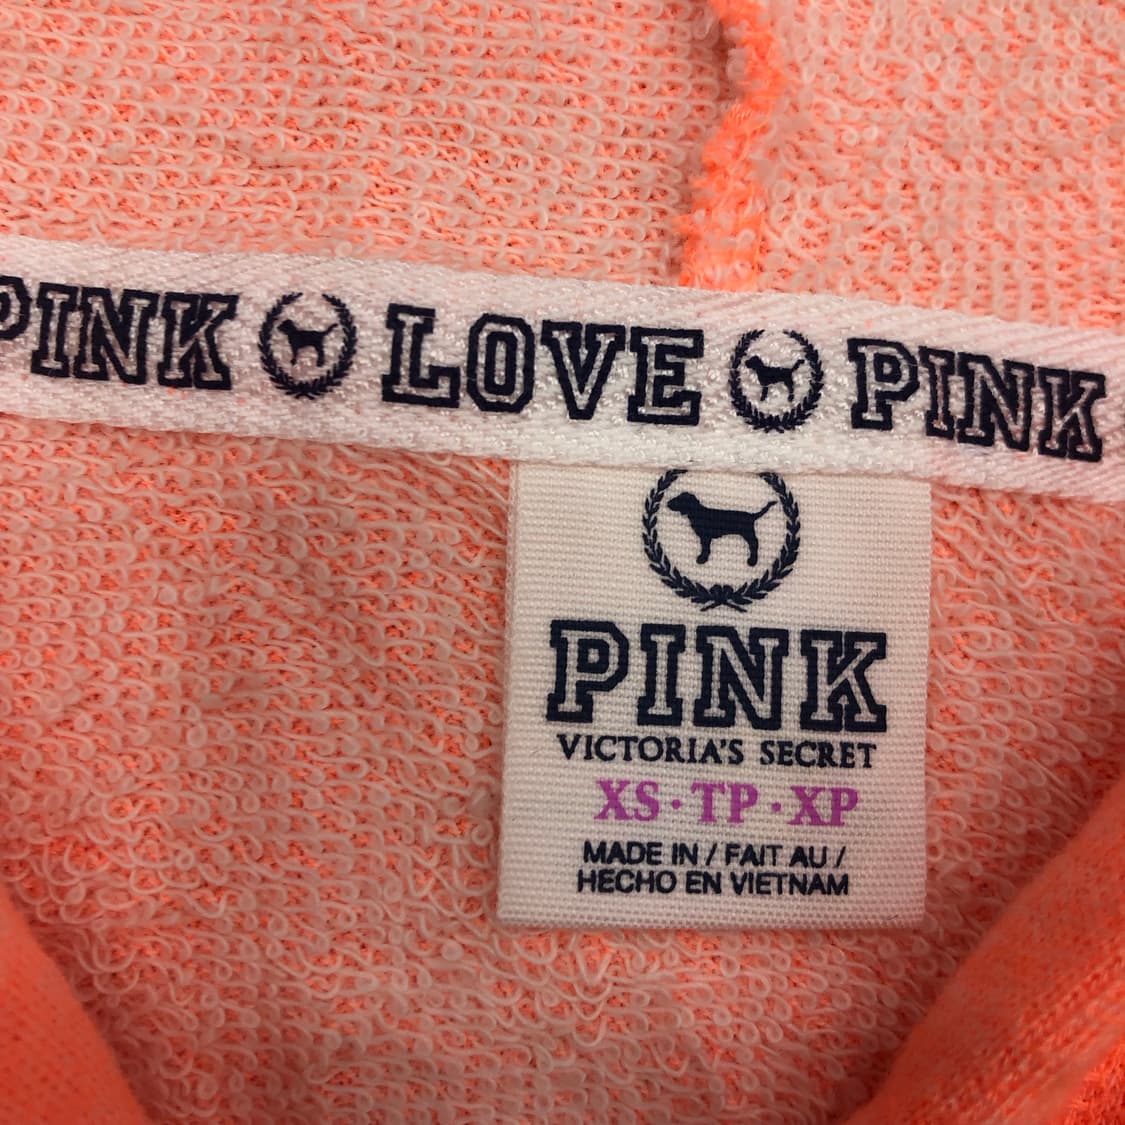 PINK LOVE PINK
PINK
VICTORIA'S SECRET
XS·TP·XP
MADE IN / FAIT AU /
HECHO EN VIETNAM